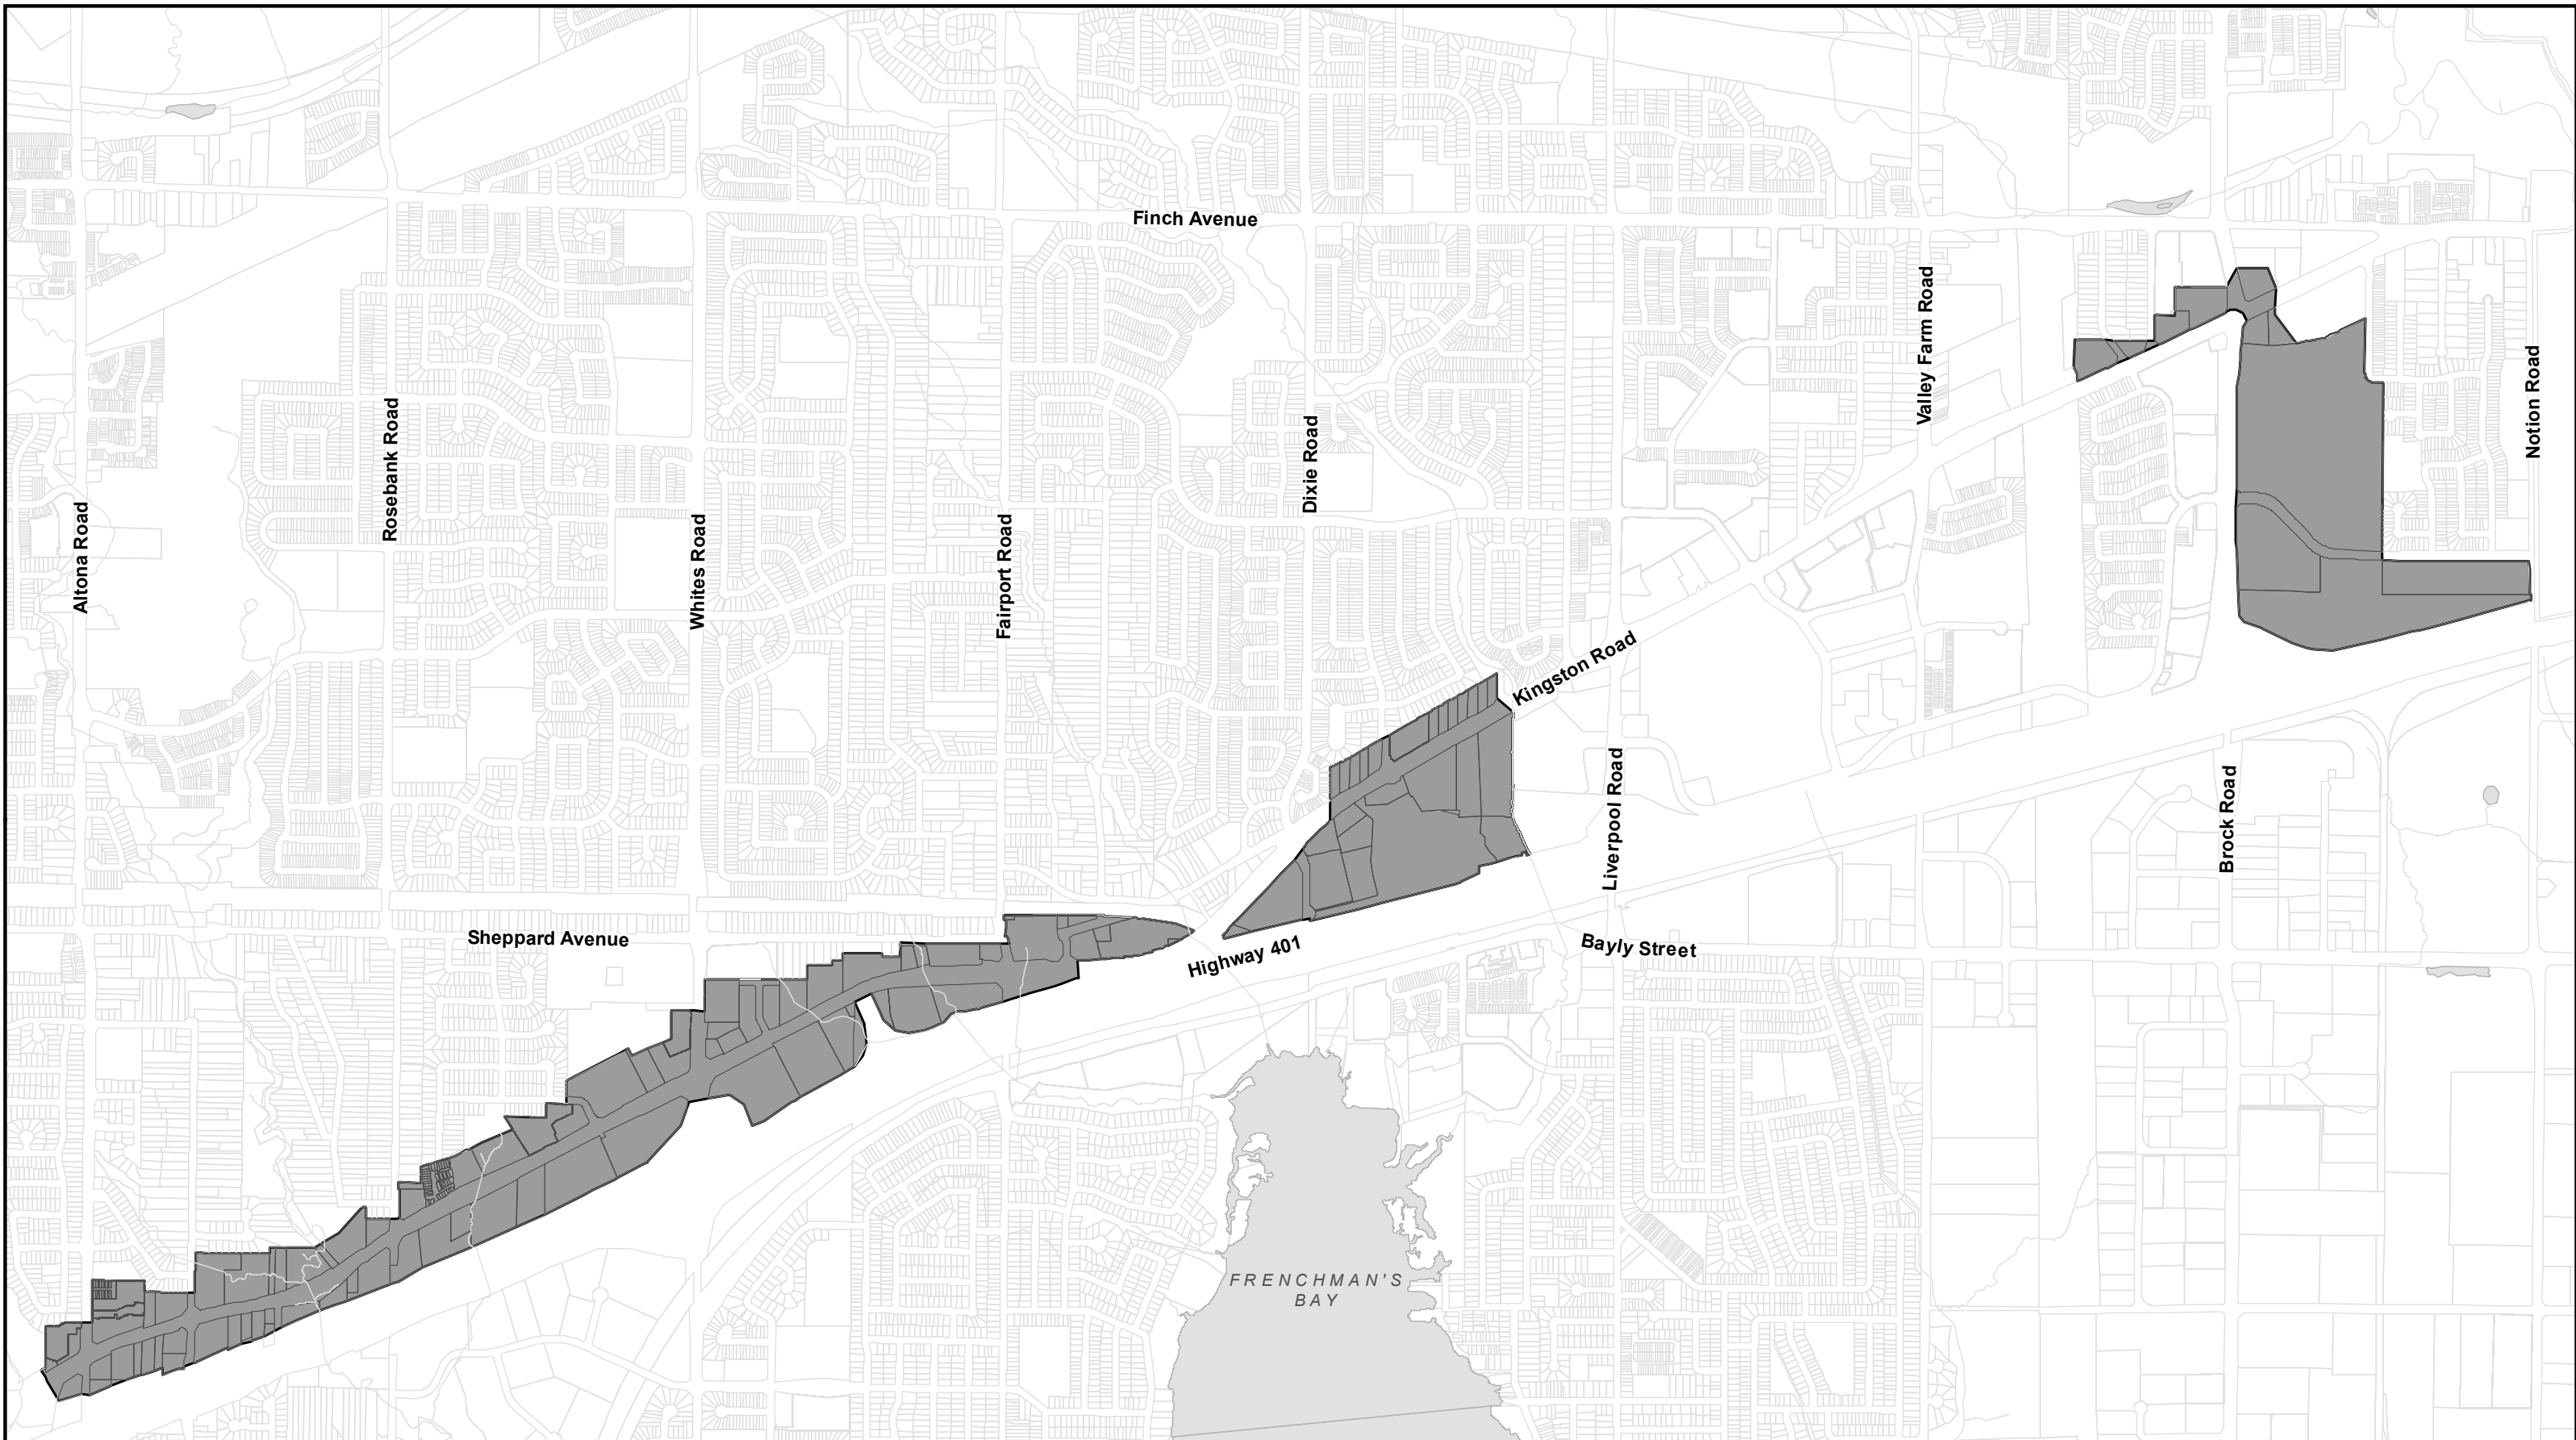 Finch Avenue
Valley Farm Road
Notion Road
Rosebank Road
Dixie Road
Altona Road
Whites Road
Fairport Road
Kingston Road
Liverpool Road
Brock Road
Sheppard Avenue
Highway 401
Bayly Street
FRENCHMAN'S
BAY